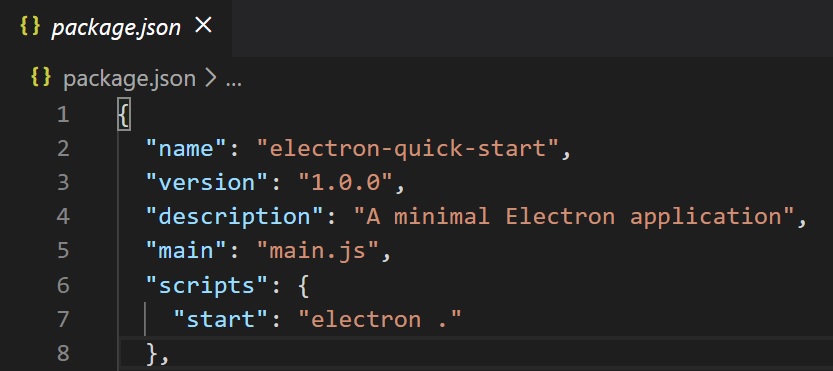 {} package.json ×
{} package.json > ...
1 {
2 "name": "electron-quick-start",
3 "version": "1.0.0",
4 "description": "A minimal Electron application",
5 "main": "main.js",
6 "scripts": {
7 "start": "electron ."
8 },